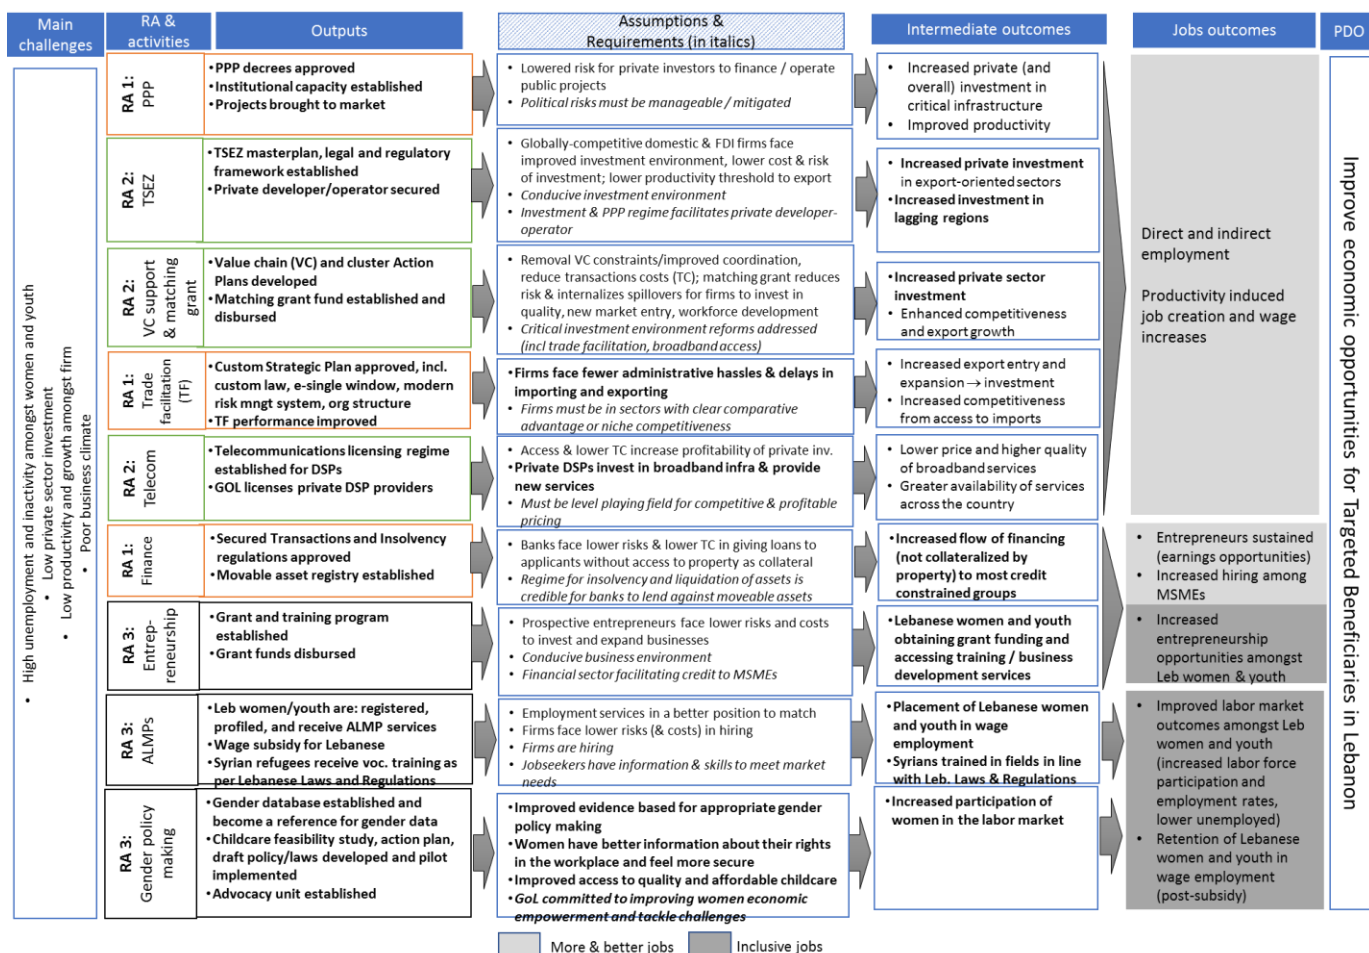 Main
challenges
RA &
activities
Outputs
Assumptions &
Requirements (in italics)
Intermediate outcomes
Jobs outcomes
PDO
• High unemployment and inactivity amongst women and youth
• Low private sector investment
• Low productivity and growth amongst firm
• Poor business climate
RA 1:
PPP
•PPP decrees approved
•Institutional capacity established
•Projects brought to market
• Lowered risk for private investors to finance / operate
public projects
• Political risks must be manageable / mitigated
• Increased private (and
overall) investment in
critical infrastructure
• Improved productivity
RA 2:
TSEZ
•TSEZ masterplan, legal and regulatory
framework established
•Private developer/operator secured
• Globally-competitive domestic & FDI firms face
improved investment environment, lower cost & risk
of investment; lower productivity threshold to export
• Conducive investment environment
• Investment & PPP regime facilitates private developer-
operator
• Increased private investment
in export-oriented sectors
• Increased investment in
lagging regions
RA 2:
VC support
& matching
grant
•Value chain (VC) and cluster Action
Plans developed
•Matching grant fund established and
disbursed
• Removal VC constraints/improved coordination,
reduce transactions costs (TC); matching grant reduces
risk & internalizes spillovers for firms to invest in
quality, new market entry, workforce development
• Critical investment environment reforms addressed
(incl trade facilitation, broadband access)
•Increased private sector
investment
• Enhanced competitiveness
and export growth
RA1:
Trade
facilitation
(TF)
•Custom Strategic Plan approved, incl.
custom law, e-single window, modern
risk mngt system, org structure
•TF performance improved
•Firms face fewer administrative hassles & delays in
importing and exporting
• Firms must be in sectors with clear comparative
advantage or niche competitiveness
• Increased export entry and
expansion → investment
• Increased competitiveness
from access to imports
RA 2:
Telecom
•Telecommunications licensing regime
established for DSPs
•GOL licenses private DSP providers
• Access & lower TC increase profitability of private inv.
•Private DSPs invest in broadband infra & provide
new services
• Must be level playing field for competitive & profitable
pricing
• Lower price and higher quality
of broadband services
• Greater availability of services
across the country
Direct and indirect
employment
Productivity induced
job creation and wage
increases
RA 1:
Finance
•Secured Transactions and Insolvency
regulations approved
•Movable asset registry established
• Banks face lower risks & lower TC in giving loans to
applicants without access to property as collateral
• Regime for insolvency and liquidation of assets is
credible for banks to lend against moveable assets
•Increased flow of financing
(not collateralized by
property) to most credit
constrained groups
• Entrepreneurs sustained
(earnings opportunities)
• Increased hiring among
MSMEs
RA 3:
Entrep-
reneurship
•Grant and training program
established
•Grant funds disbursed
• Prospective entrepreneurs face lower risks and costs
to invest and expand businesses
• Conducive business environment
• Financial sector facilitating credit to MSMEs
•Lebanese women and youth
obtaining grant funding and
accessing training / business
development services
• Increased
entrepreneurship
opportunities amongst
Leb women & youth
RA 3:
ALMPs
•Leb women/youth are: registered,
profiled, and receive ALMP services
•Wage subsidy for Lebanese
•Syrian refugees receive voc. training as
per Lebanese Laws and Regulations
• Employment services in a better position to match
• Firms face lower risks (& costs) in hiring
• Firms are hiring
• Jobseekers have information & skills to meet market
needs
•Placement of Lebanese women
and youth in wage
employment
•Syrians trained in fields in line
with Leb. Laws & Regulations
• Improved labor market
outcomes amongst Leb
women and youth
(increased labor force
participation and
employment rates,
lower unemployed)
• Retention of Lebanese
women and youth in
wage employment
(post-subsidy)
RA 3:
Gender policy
making
•Gender database established and
become a reference for gender data
•Childcare feasibility study, action plan,
draft policy/laws developed and pilot
implemented
•Advocacy unit established
•Improved evidence based for appropriate gender
policy making
•Women have better information about their rights
in the workplace and feel more secure
•Improved access to quality and affordable childcare
•GoL committed to improving women economic
empowerment and tackle challenges
•Increased participation of
women in the labor market
Improve economic opportunities for Targeted Beneficiaries in Lebanon
More & better jobs
Inclusive jobs